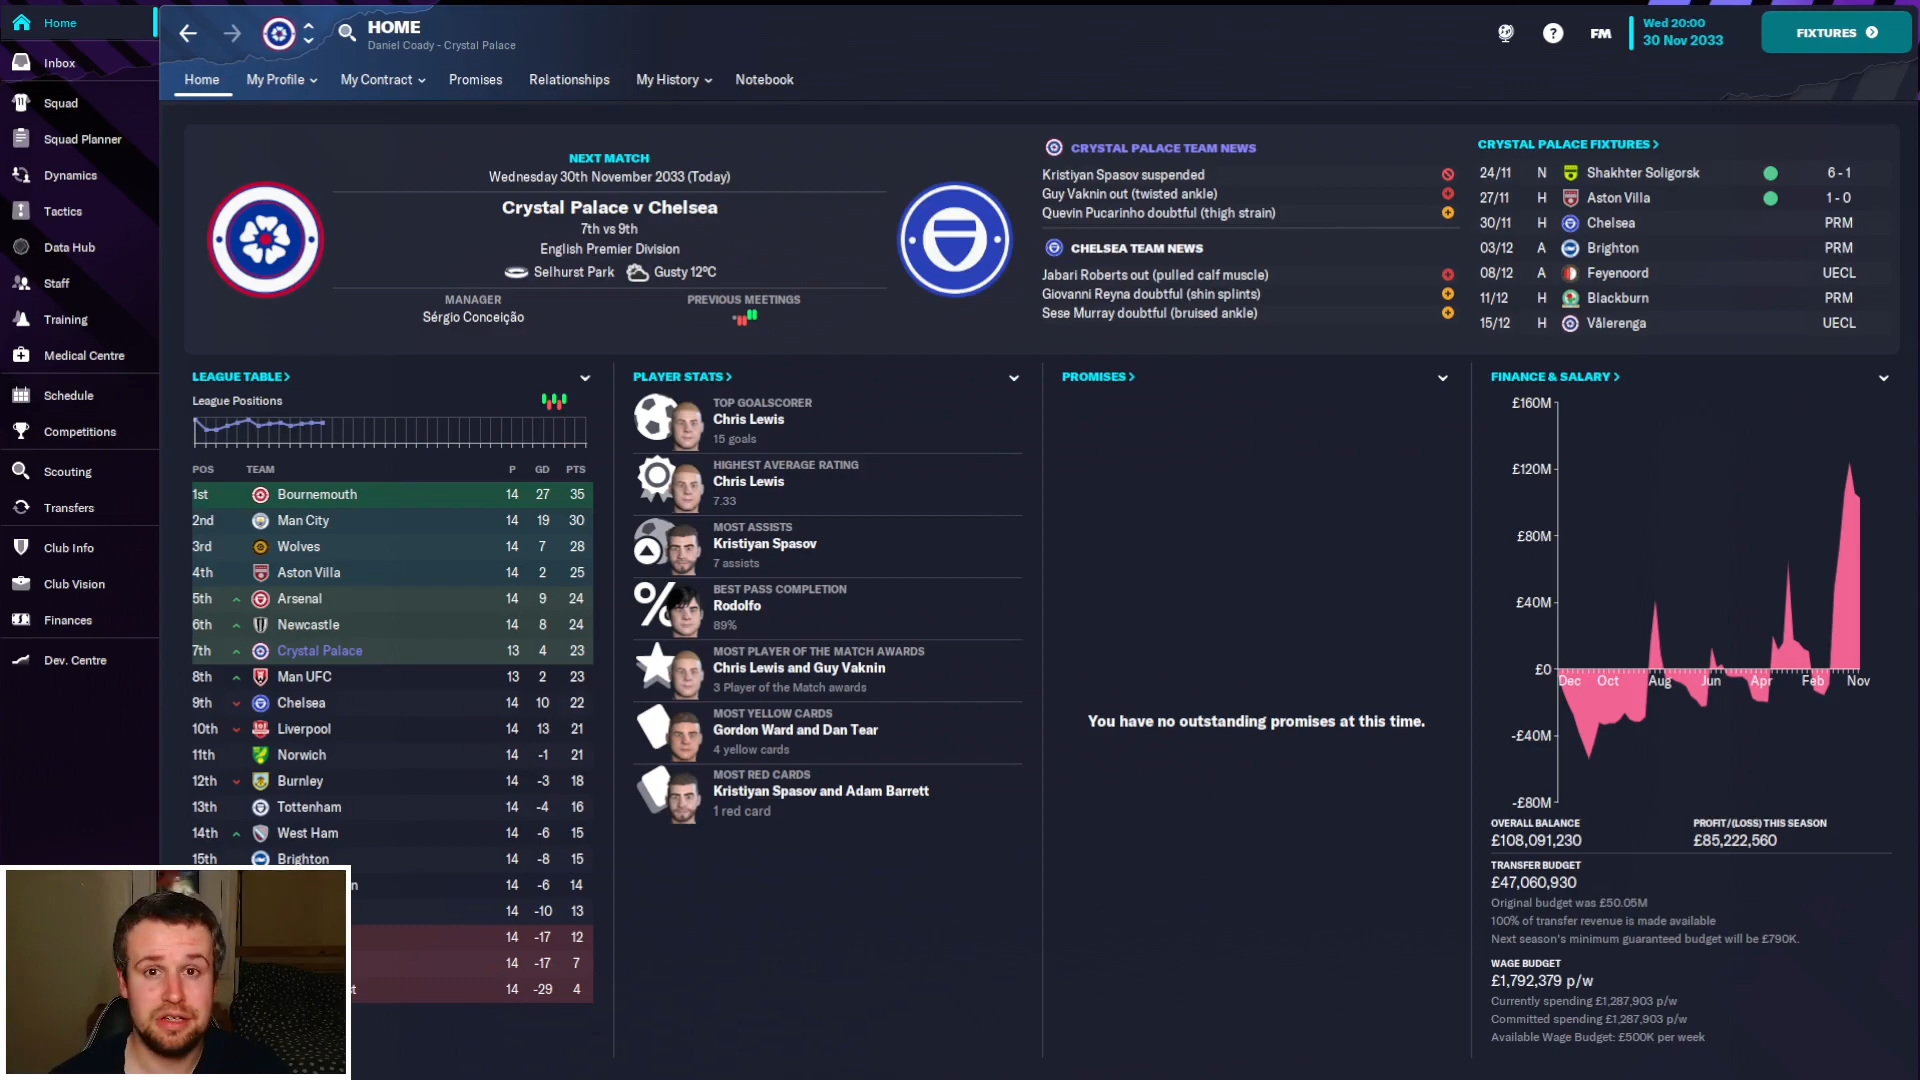 Home
Inbox
Squad
Squad Planner
Dynamics
Tactics
Data Hub
Staff
Training
Medical Centre
Schedule
Competitions
Scouting
Transfers
Club Info
Club Vision
Finances
Dev. Centre
HOME
Daniel Coady - Crystal Palace
? FM
Wed 20:00
30 Nov 2033
FIXTURES
Home My Profile My Contract Promises Relationships My History Notebook
NEXT MATCH
Wednesday 30th November 2033 (Today)
Crystal Palace v Chelsea
7th vs 9th
English Premier Division
Selhurst Park Gusty 12ºC
MANAGER
Sérgio Conceição
PREVIOUS MEETINGS
CRYSTAL PALACE TEAM NEWS
Kristiyan Spasov suspended
Guy Vaknin out (twisted ankle)
Quevin Pucarinho doubtful (thigh strain)
CHELSEA TEAM NEWS
Jabari Roberts out (pulled calf muscle)
Giovanni Reyna doubtful (shin splints)
Sese Murray doubtful (bruised ankle)
CRYSTAL PALACE FIXTURES
24/11 N Shakhter Soligorsk 6 - 1
27/11 H Aston Villa 1 - 0
30/11 H Chelsea PRM
03/12 A Brighton PRM
08/12 A Feyenoord UECL
11/12 H Blackburn PRM
15/12 H Vålerenga UECL
LEAGUE TABLE
League Positions
POS TEAM P GD PTS
1st Bournemouth 14 27 35
2nd Man City 14 19 30
3rd Wolves 14 7 28
4th Aston Villa 14 2 25
5th Arsenal 14 9 24
6th Newcastle 14 8 24
7th Crystal Palace 13 4 23
8th Man UFC 13 2 23
9th Chelsea 14 10 22
10th Liverpool 14 13 21
11th Norwich 14 -1 21
12th Burnley 14 -3 18
13th Tottenham 14 -4 16
14th West Ham 14 -6 15
15th Brighton 14 -8 15
14 -6 14
14 -10 13
14 -17 12
14 -17 7
14 -29 4
PLAYER STATS
TOP GOALSCORER
Chris Lewis
15 goals
HIGHEST AVERAGE RATING
Chris Lewis
7.33
MOST ASSISTS
Kristiyan Spasov
7 assists
BEST PASS COMPLETION
Rodolfo
89%
MOST PLAYER OF THE MATCH AWARDS
Chris Lewis and Guy Vaknin
3 Player of the Match awards
MOST YELLOW CARDS
Gordon Ward and Dan Tear
4 yellow cards
MOST RED CARDS
Kristiyan Spasov and Adam Barrett
1 red card
PROMISES
You have no outstanding promises at this time.
FINANCE & SALARY
£160M
£120M
£80M
£40M
£0
-£40M
-£80M
Dec Oct Aug Jun Apr Feb Nov
OVERALL BALANCE
£108,091,230
PROFIT/(LOSS) THIS SEASON
£85,222,560
TRANSFER BUDGET
£47,060,930
Original budget was £50.05M
100% of transfer revenue is made available
Next season's minimum guaranteed budget will be £790K.
WAGE BUDGET
£1,792,379 p/w
Currently spending £1,287,903 p/w
Committed spending £1,287,903 p/w
Available Wage Budget: £500K per week